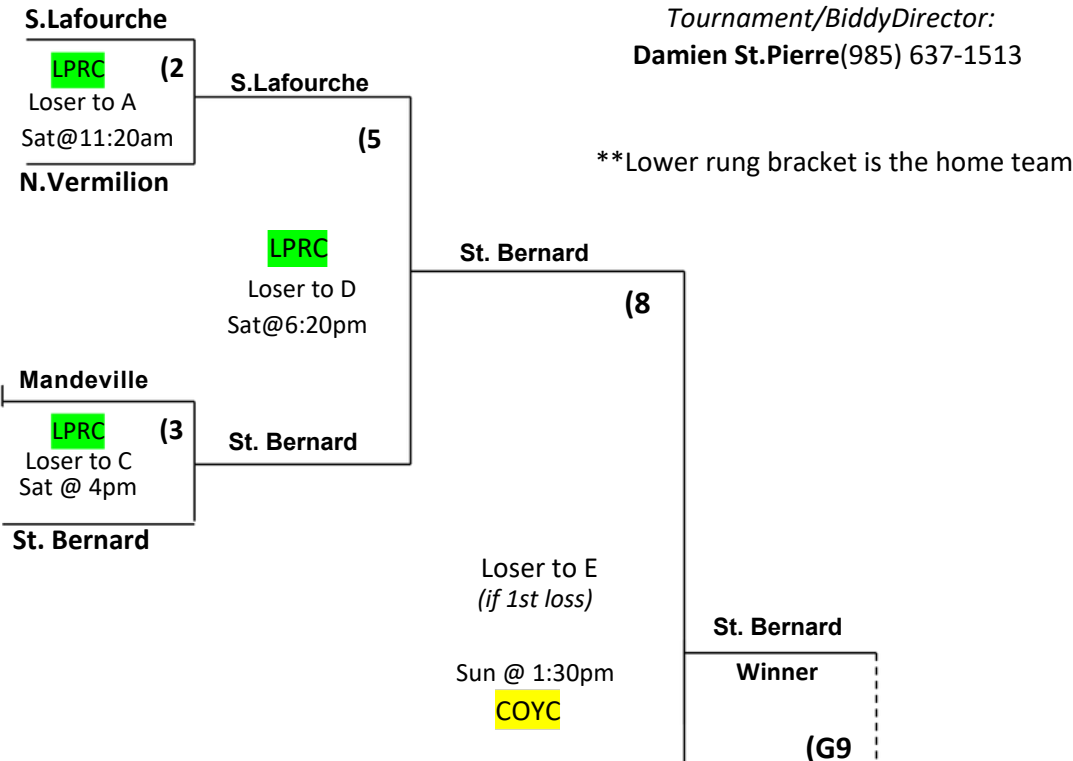 S.Lafourche
Tournament/BiddyDirector:
Damien St.Pierre(985) 637-1513
LPRC (2
Loser to A
Sat@11:20am
S.Lafourche
(5
**Lower rung bracket is the home team
N.Vermilion
LPRC
Loser to D
Sat@6:20pm
St. Bernard
(8
Mandeville
LPRC (3
Loser to C
Sat @ 4pm
St. Bernard
St. Bernard
Loser to E
(if 1st loss)
St. Bernard
Sun @ 1:30pm
Winner
COYC
(G9